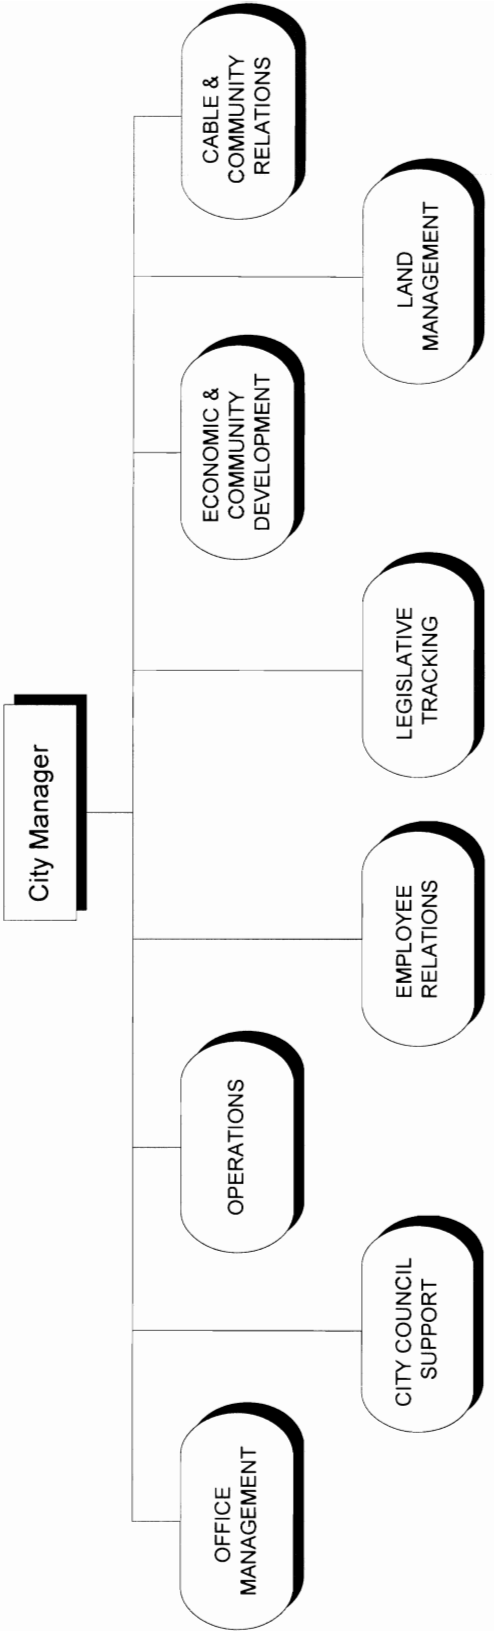 City Manager
OFFICE
MANAGEMENT
OPERATIONS
ECONOMIC &
COMMUNITY
DEVELOPMENT
CABLE &
COMMUNITY
RELATIONS
CITY COUNCIL
SUPPORT
EMPLOYEE
RELATIONS
LEGISLATIVE
TRACKING
LAND
MANAGEMENT